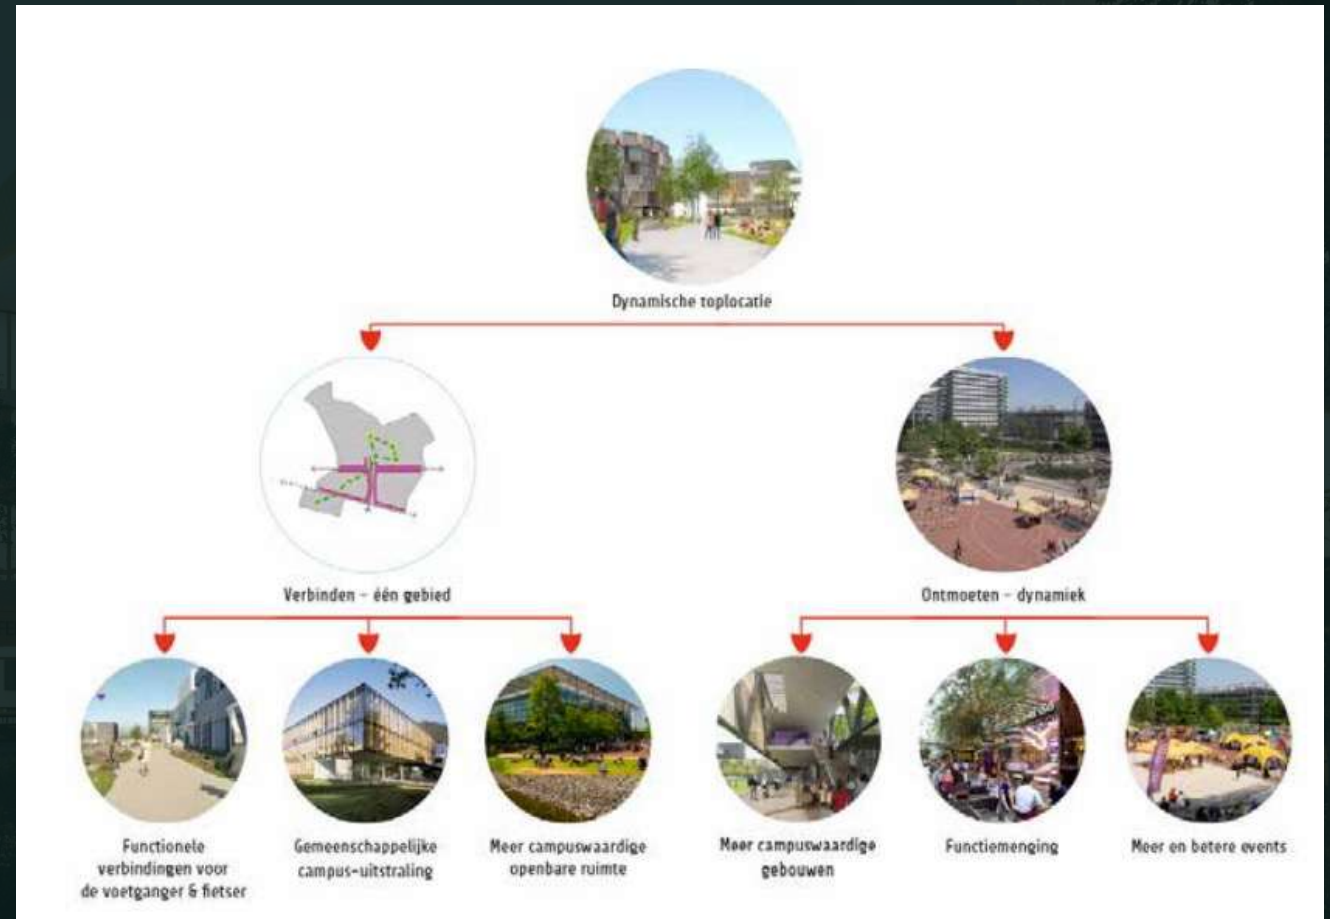 Dynamische toplocatie
Verbinden – één gebied
Ontmoeten – dynamiek
Functionele
verbindingen voor
de voetganger & fietser
Gemeenschappelijke
campus-uitstraling
Meer campuswaardige
openbare ruimte
Meer campuswaardige
gebouwen
Functiemenging
Meer en betere events